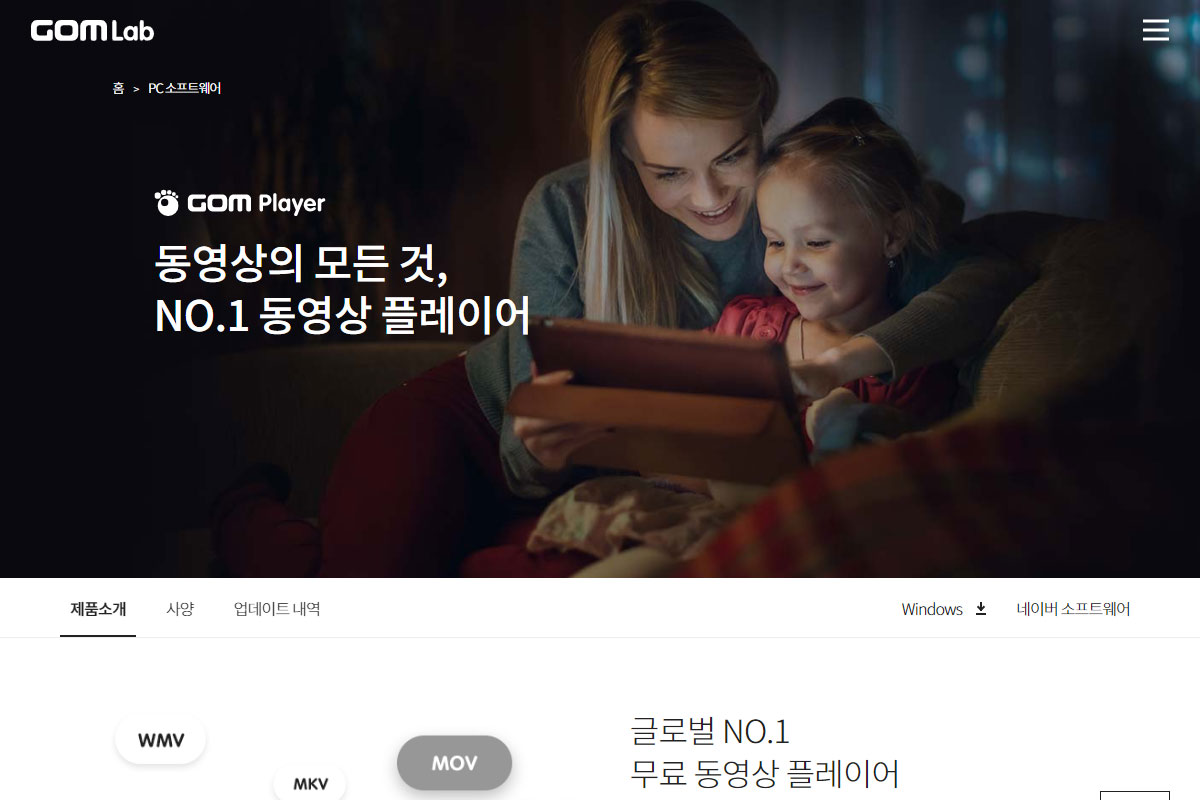 GOM Lab
홈 > PC 소프트웨어
GOM Player
동영상의 모든 것,
NO.1 동영상 플레이어
제품소개 사양 업데이트 내역 Windows 네이버 소프트웨어
WMV
MKV
MOV
글로벌 NO.1
무료 동영상 플레이어